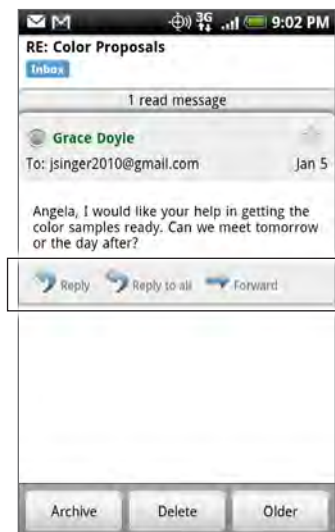 3G 9:02 PM
RE: Color Proposals
Inbox
1 read message
Grace Doyle
To: jsinger2010@gmail.com Jan 5
Angela, I would like your help in getting the
color samples ready. Can we meet tomorrow
or the day after?
Reply Reply to all Forward
Archive Delete Older